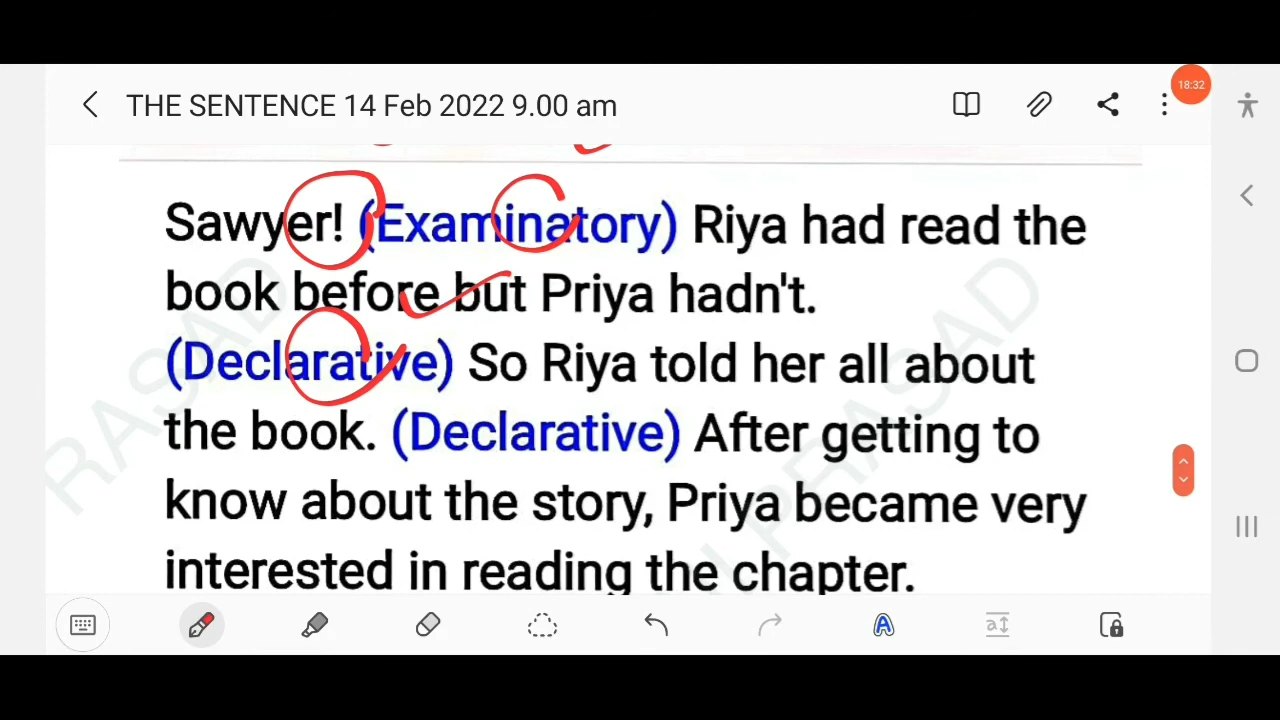 18:32
THE SENTENCE 14 Feb 2022 9.00 am
Sawyer! (Examinatory) Riya had read the
book before but Priya hadn't.
(Declarative) So Riya told her all about
the book. (Declarative) After getting to
know about the story, Priya became very
interested in reading the chapter.
RASAD
PRASAD
A
a